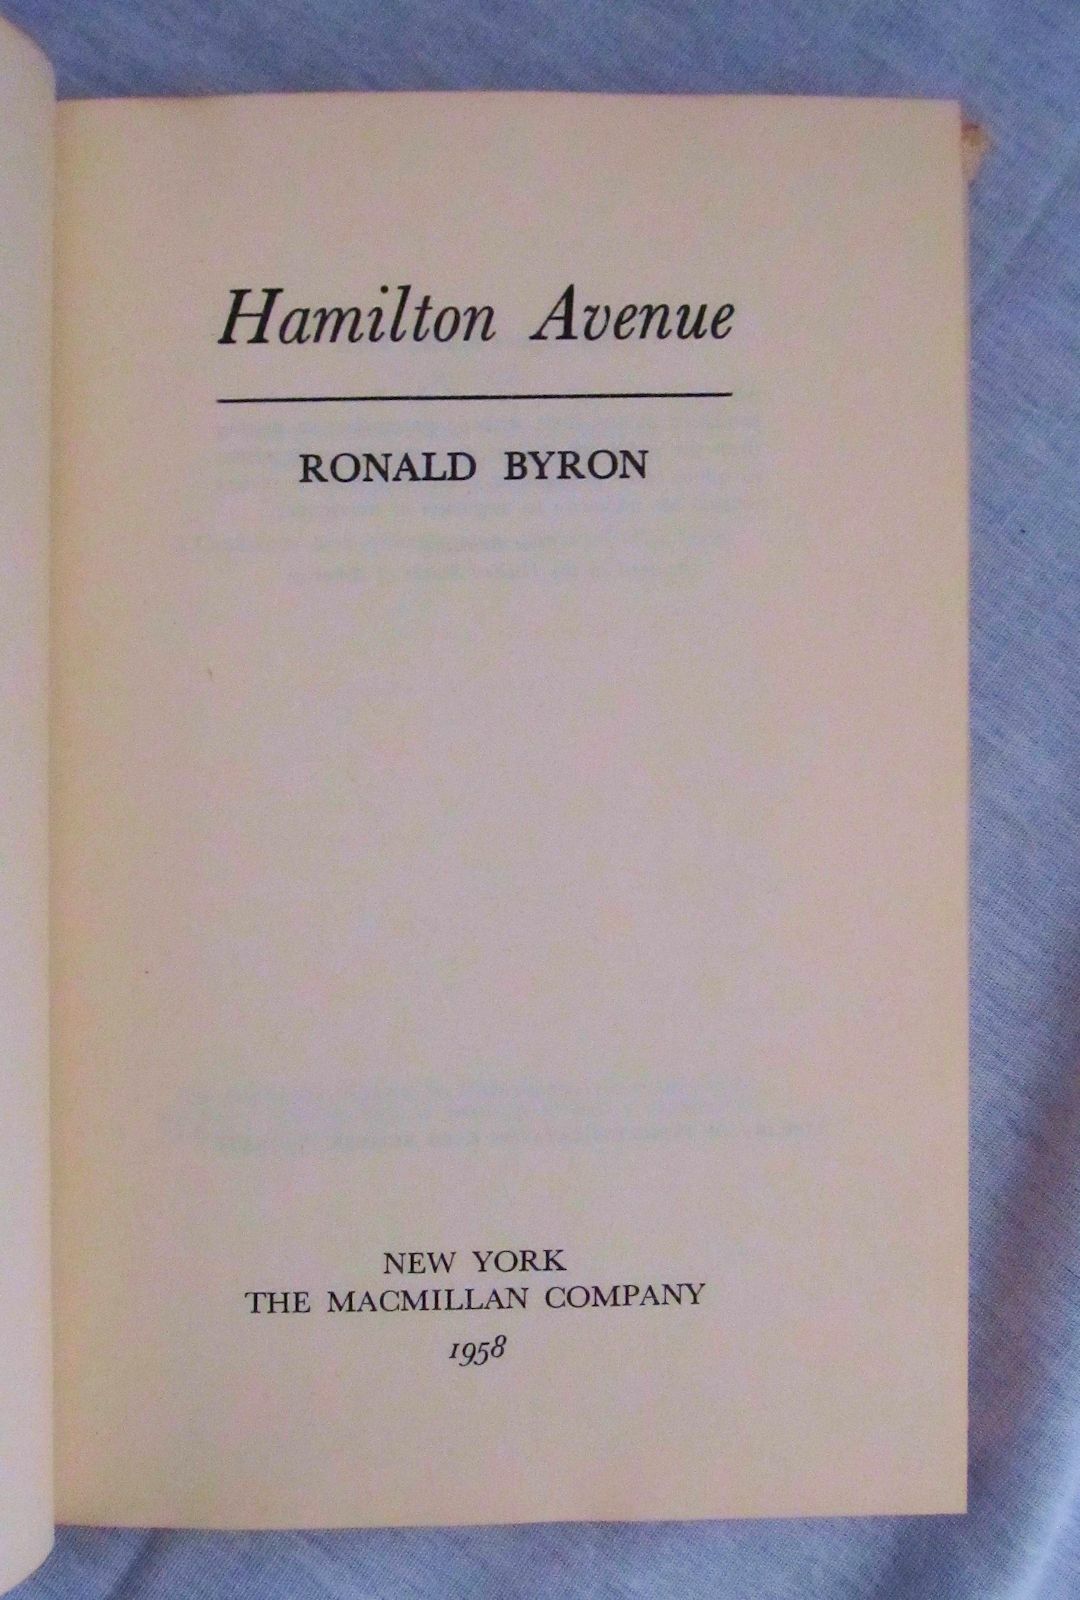 Hamilton Avenue
RONALD BYRON
NEW YORK
THE MACMILLAN COMPANY
1958